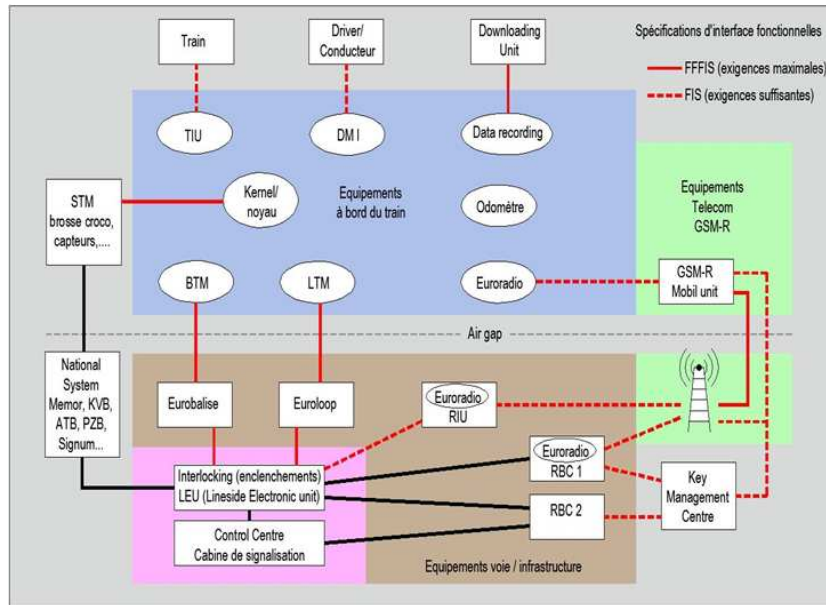 Train
Driver/
Conducteur
Downloading
Unit
Spécifications d'interface fonctionnelles
FFFIS (exigences maximales)
FIS (exigences suffisantes)
TIU
DM I
Data recording
STM
brosse croco,
capteurs,....
Kernel/
noyau
Equipements
à bord du train
Odomètre
Equipements
Telecom
GSM-R
BTM
LTM
Euroradio
GSM-R
Mobil unit
Air gap
National
System
Memor, KVB,
ATB, PZB,
Signum...
Eurobalise
Euroloop
Euroradio
RIU
Euroradio
RBC 1
Interlocking (enclenchements)
LEU (Lineside Electronic unit)
RBC 2
Key
Management
Centre
Control Centre
Cabine de signalisation
Equipements voie / infrastructure